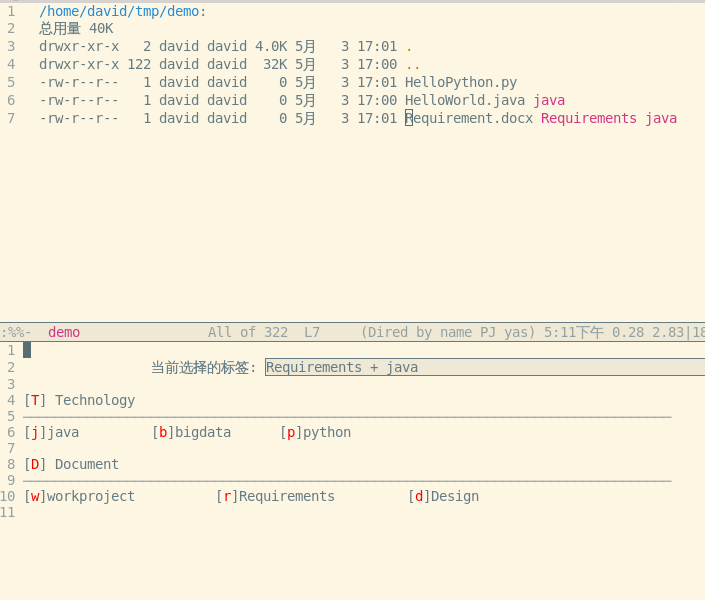 1 /home/david/tmp/demo:
2 总用量 40K
3 drwxr-xr-x 2 david david 4.0K 5月 3 17:01 .
4 drwxr-xr-x 122 david david 32K 5月 3 17:00 ..
5 -rw-r--r-- 1 david david 0 5月 3 17:01 HelloPython.py
6 -rw-r--r-- 1 david david 0 5月 3 17:00 HelloWorld.java java
7 -rw-r--r-- 1 david david 0 5月 3 17:01 Requirement.docx Requirements java
:%%- demo All of 322 L7 (Dired by name PJ yas) 5:11下午 0.28 2.83|18
1
2 当前选择的标签: Requirements + java
3
4 [T] Technology
5
6 [j]java [b]bigdata [p]python
7
8 [D] Document
9
10 [w]workproject [r]Requirements [d]Design
11